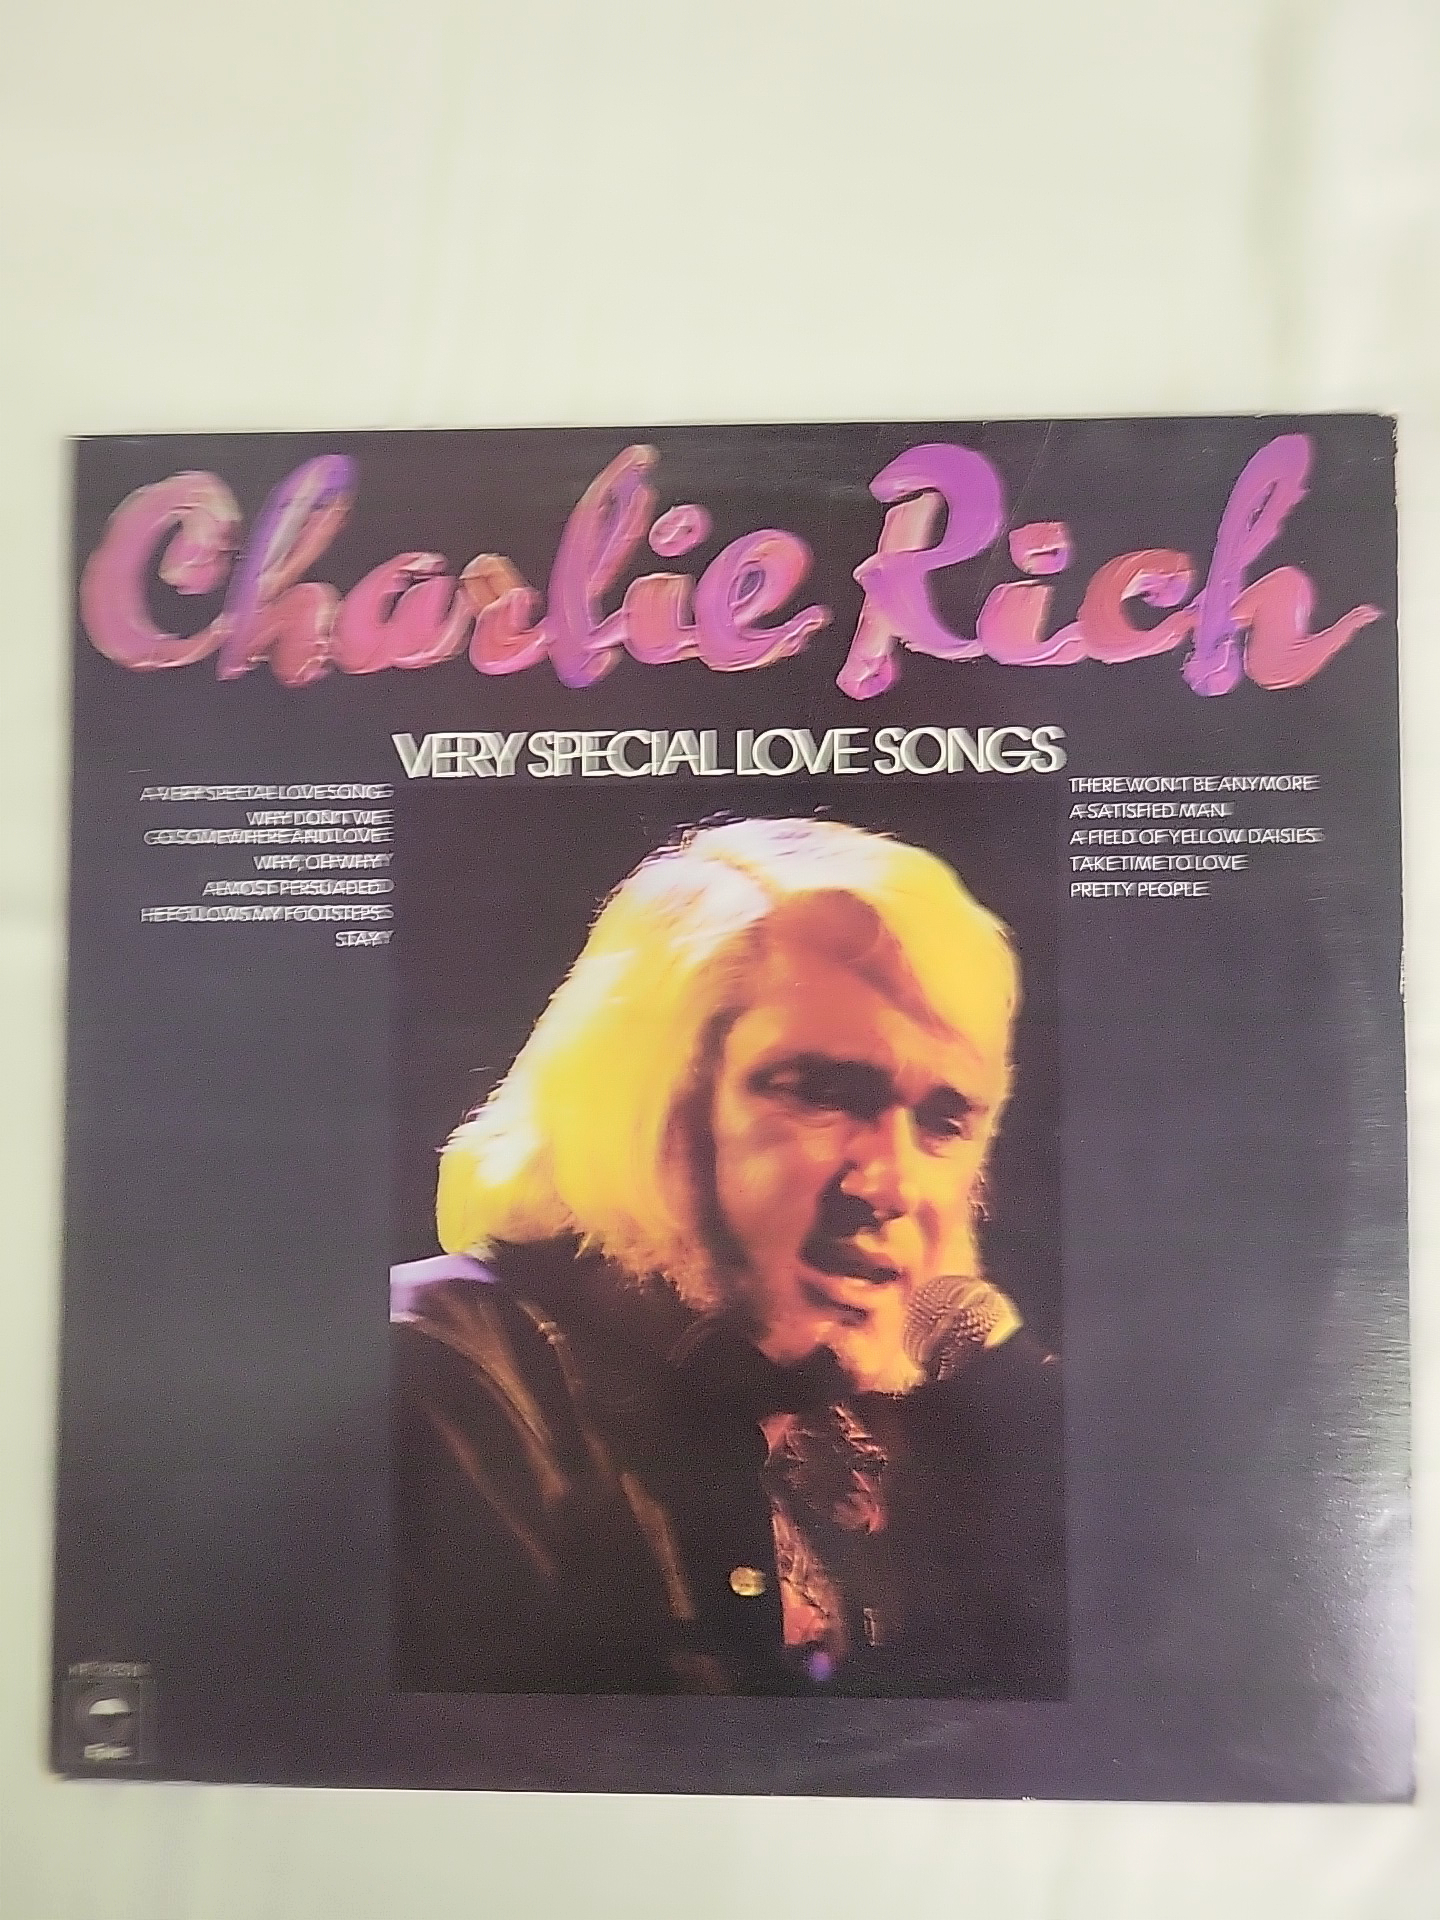 Charlie Rich
VERY SPECIAL LOVE SONGS
A VERY SPECIAL LOVE SONG
WHY DON'T WE
GO SOMEWHERE AND LOVE
WHY, OH WHY
ALMOST PERSUADED
HE FOLLOWS MY FOOTSTEPS
STAY
THERE WON'T BE ANYMORE
A SATISFIED MAN
A FIELD OF YELLOW DAISIES
TAKE TIME TO LOVE
PRETTY PEOPLE
Epic